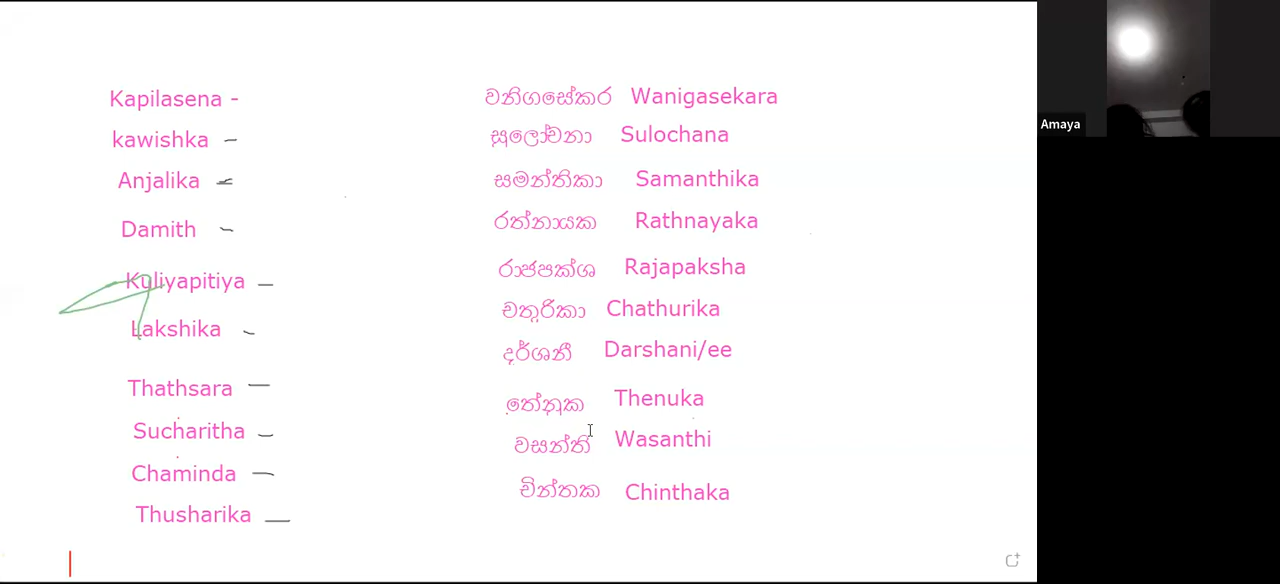 Kapilasena -
kawishka -
Anjalika -
Damith -
Kuliyapitiya -
Lakshika -
Thathsara -
Sucharitha -
Chaminda -
Thusharika -
වනිගසේකර Wanigasekara
සුලෝචනා Sulochana
සමන්තිකා Samanthika
රත්නායක Rathnayaka
රාජපක්ශ Rajapaksha
චතුරිකා Chathurika
දර්ශනී Darshani/ee
තේනුක Thenuka
වසන්ති Wasanthi
චින්තක Chinthaka
Amaya